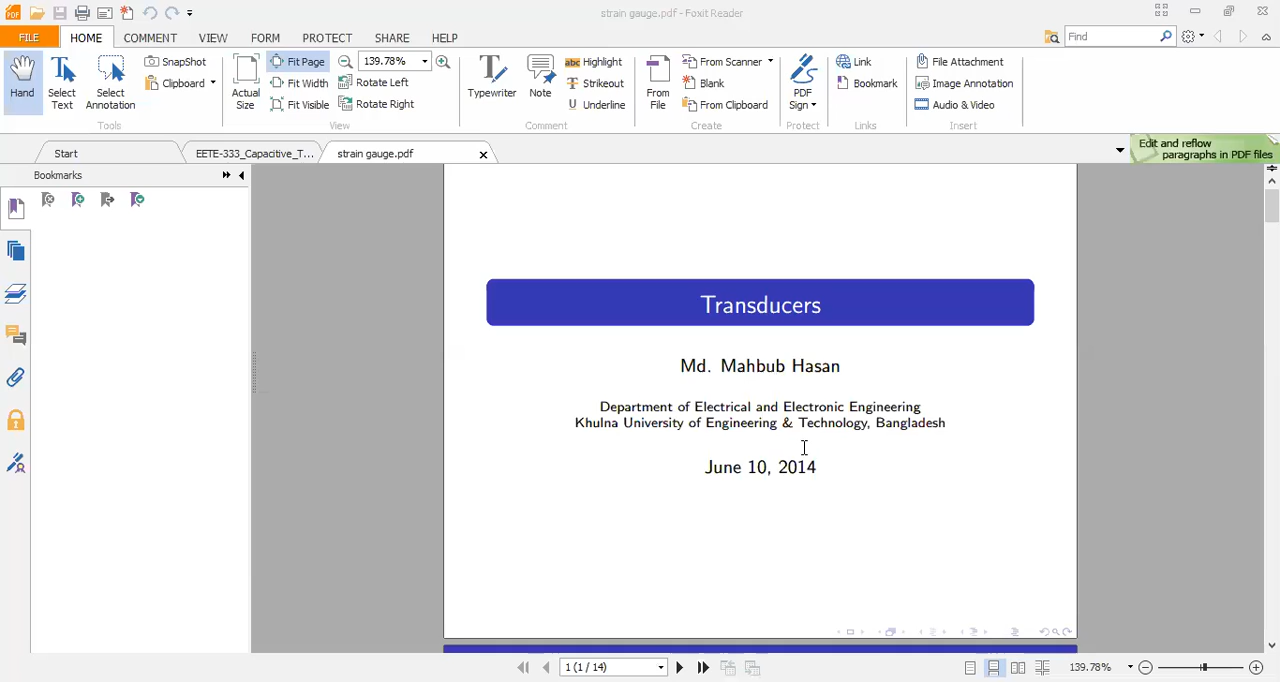 strain gauge.pdf - Foxit Reader
FILE HOME COMMENT VIEW FORM PROTECT SHARE HELP Find
Hand
Select Text
Select Annotation
SnapShot
Clipboard
Tools
Actual Size
Fit Page
Fit Width
Fit Visible
139.78%
Rotate Left
Rotate Right
View
Typewriter
Note
Highlight
Strikeout
Underline
Comment
From File
From Scanner
Blank
From Clipboard
Create
PDF Sign
Protect
Link
Bookmark
Links
File Attachment
Image Annotation
Audio & Video
Insert
Start EETE-333_Capacitive_T... strain gauge.pdf
Edit and reflow
paragraphs in PDF files
Bookmarks
Transducers
Md. Mahbub Hasan
Department of Electrical and Electronic Engineering
Khulna University of Engineering & Technology, Bangladesh
June 10, 2014
1 (1 / 14) 139.78%